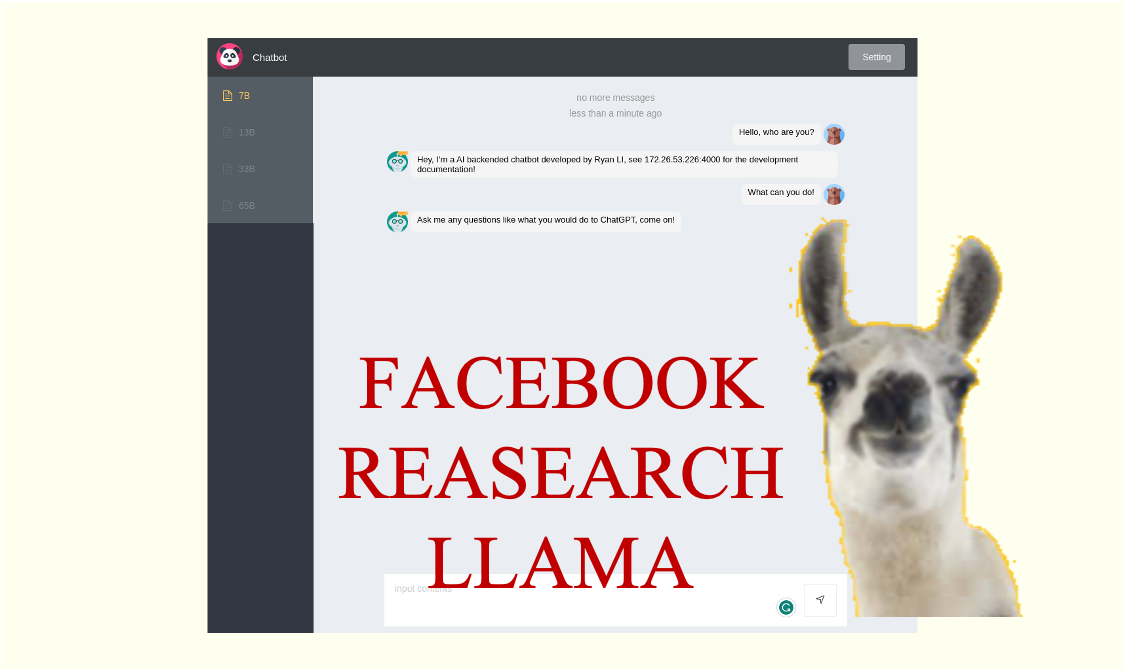 Chatbot
Setting
7B
13B
33B
65B
no more messages
less than a minute ago
Hello, who are you?
Hey, I'm a AI backended chatbot developed by Ryan LI, see 172.26.53.226:4000 for the development
documentation!
What can you do!
Ask me any questions like what you would do to ChatGPT, come on!
FACEBOOK
REASEARCH
LLAMA
input contents